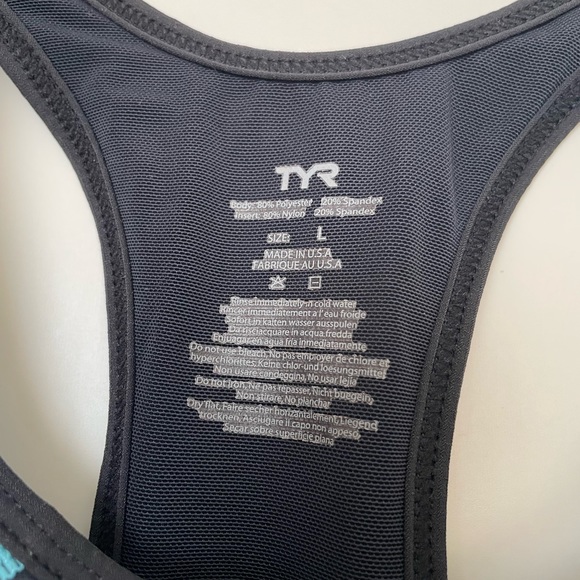 TYR
Body: 80% Polyester 20% Spandex
Insert: 80% Nylon 20% Spandex
SIZE: L
MADE IN U.S.A
FABRIQUE AU U.S.A
Rinse immediately in cold water
Rincer immediatement a l'eau froide
Sofort in kalten wasser ausspulen
Da risciacquare in acqua fredda
Enjuagar en agua fria inmediatamente
Do not use bleach, No pas employer de chlore et
hyperchlorites, Keine chlor-und loesungsmittel
Non usare candeggina, No usar lejia
Do not Iron, Ne pas repasser, Nicht buegeln,
Non stirare, No planchar
Dry flat, Faire secher horizontalement, Liegend
trocknen, Asciugare il capo non appeso
Secar sobre superficie plana